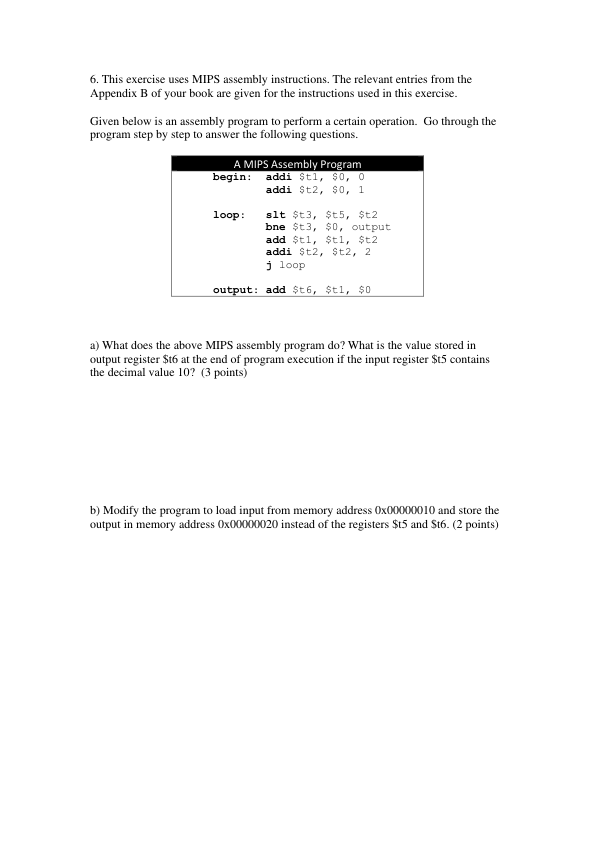 6. This exercise uses MIPS assembly instructions. The relevant entries from the
Appendix B of your book are given for the instructions used in this exercise.
Given below is an assembly program to perform a certain operation.  Go through the
program step by step to answer the following questions.
A MIPS Assembly Program
begin:  addi $t1, $0, 0
addi $t2, $0, 1
loop:   slt $t3, $t5, $t2
bne $t3, $0, output
add $t1, $t1, $t2
addi $t2, $t2, 2
j loop
output: add $t6, $t1, $0
a) What does the above MIPS assembly program do? What is the value stored in
output register $t6 at the end of program execution if the input register $t5 contains
the decimal value 10?  (3 points)
b) Modify the program to load input from memory address 0x00000010 and store the
output in memory address 0x00000020 instead of the registers $t5 and $t6. (2 points)